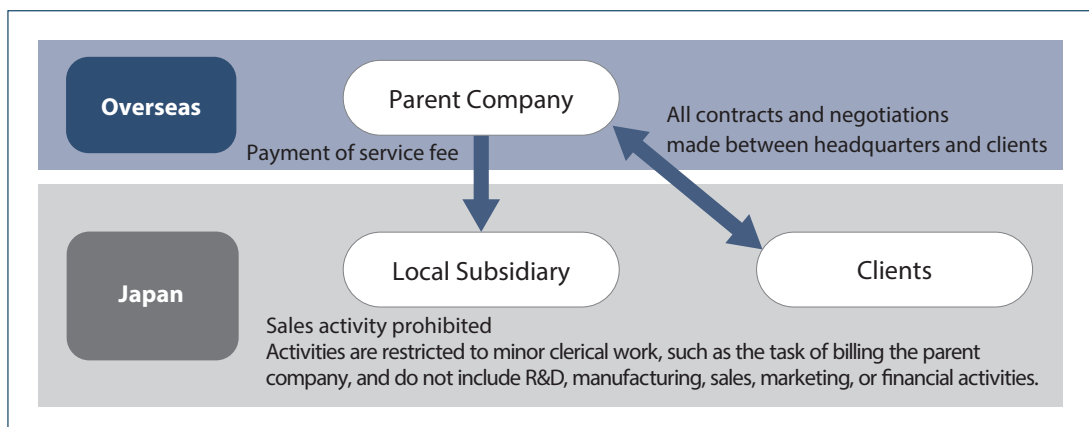 Overseas
Parent Company
Payment of service fee
All contracts and negotiations
made between headquarters and clients
Japan
Local Subsidiary
Clients
Sales activity prohibited
Activities are restricted to minor clerical work, such as the task of billing the parent
company, and do not include R&D, manufacturing, sales, marketing, or financial activities.